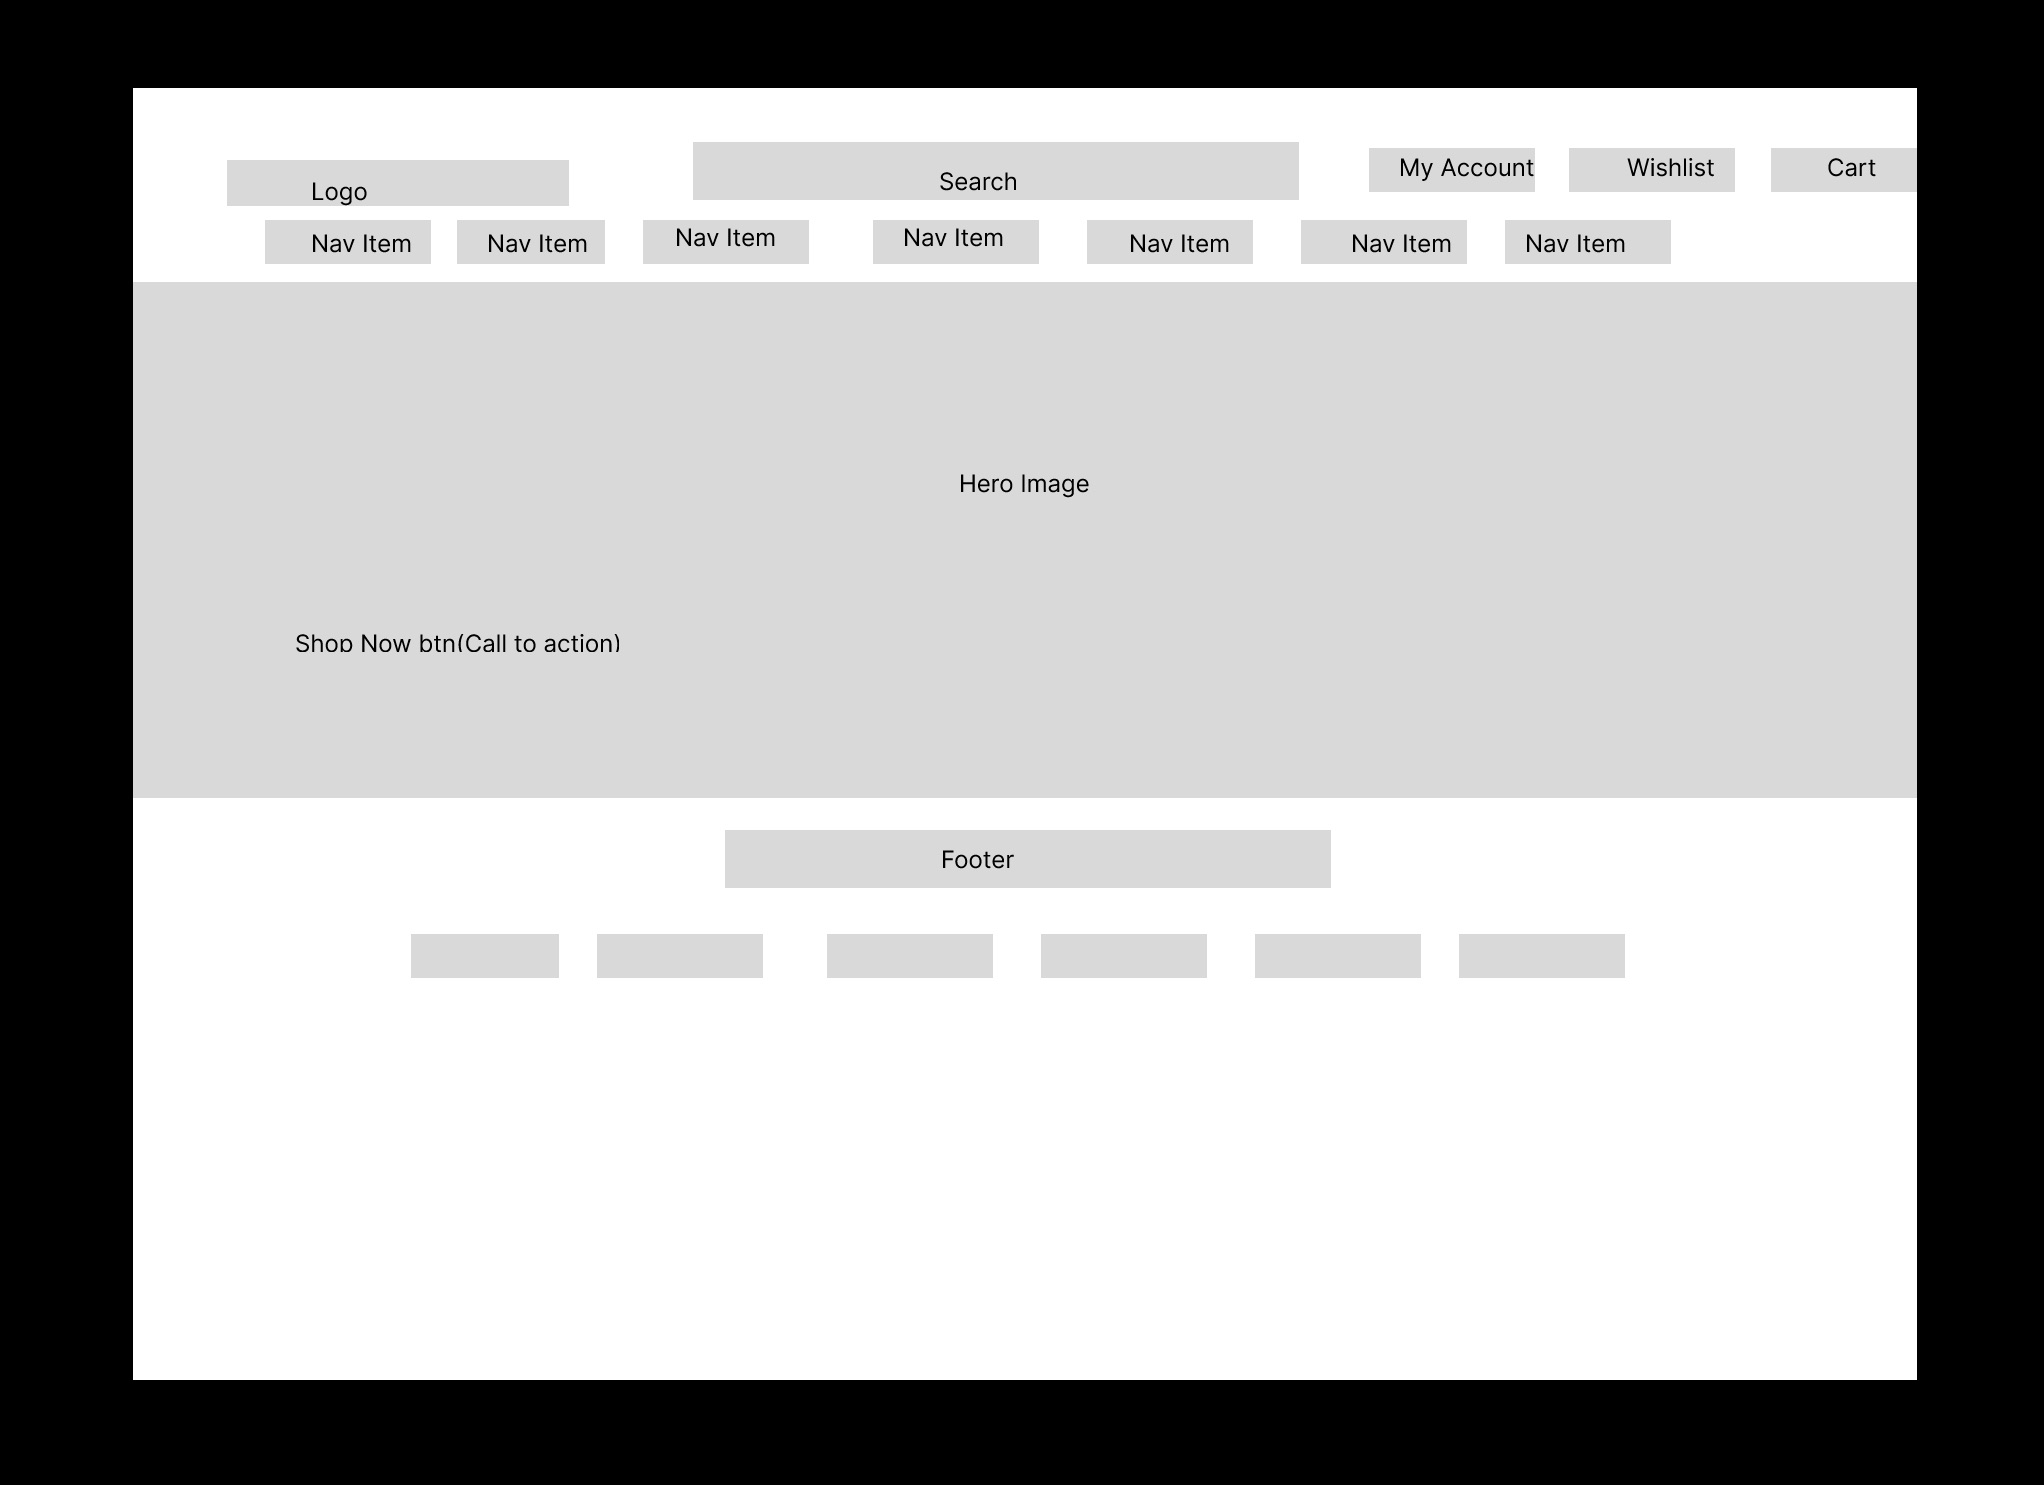 Logo
Search
My Account
Wishlist
Cart
Nav Item
Nav Item
Nav Item
Nav Item
Nav Item
Nav Item
Nav Item
Hero Image
Shop Now btn(Call to action)
Footer